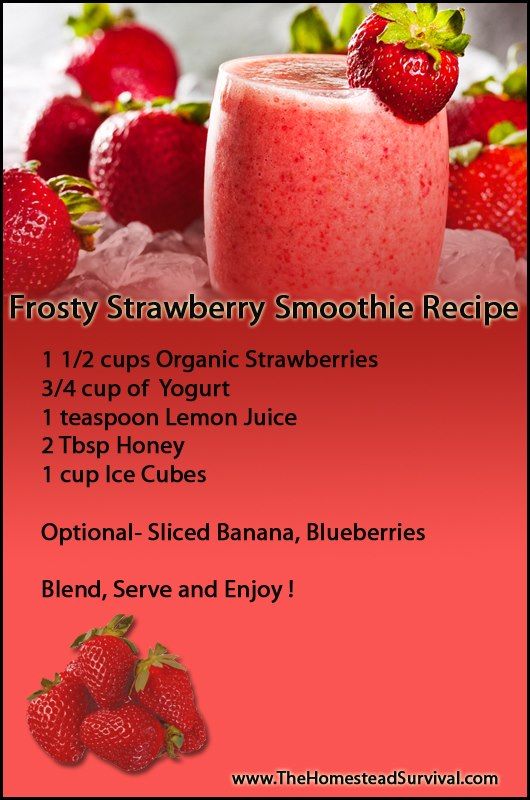 Frosty Strawberry Smoothie Recipe
1 1/2 cups Organic Strawberries
3/4 cup of Yogurt
1 teaspoon Lemon Juice
2 Tbsp Honey
1 cup Ice Cubes
Optional- Sliced Banana, Blueberries
Blend, Serve and Enjoy !
www.TheHomesteadSurvival.com